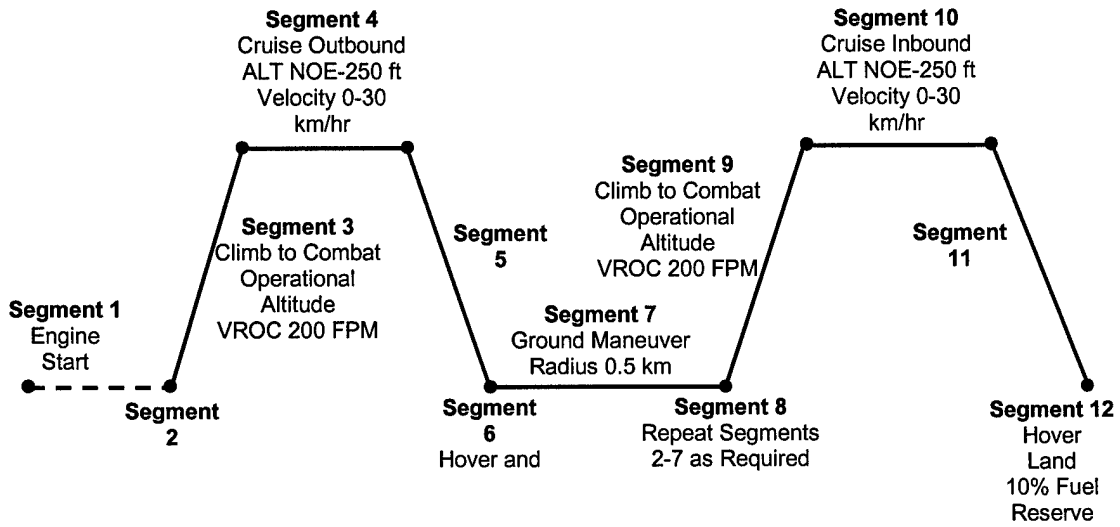 Segment 1
Engine
Start
Segment
2
Segment 3
Climb to Combat
Operational
Altitude
VROC 200 FPM
Segment 4
Cruise Outbound
ALT NOE-250 ft
Velocity 0-30
km/hr
Segment
5
Segment
6
Hover and
Segment 7
Ground Maneuver
Radius 0.5 km
Segment 8
Repeat Segments
2-7 as Required
Segment 9
Climb to Combat
Operational
Altitude
VROC 200 FPM
Segment 10
Cruise Inbound
ALT NOE-250 ft
Velocity 0-30
km/hr
Segment
11
Segment 12
Hover
Land
10% Fuel
Reserve